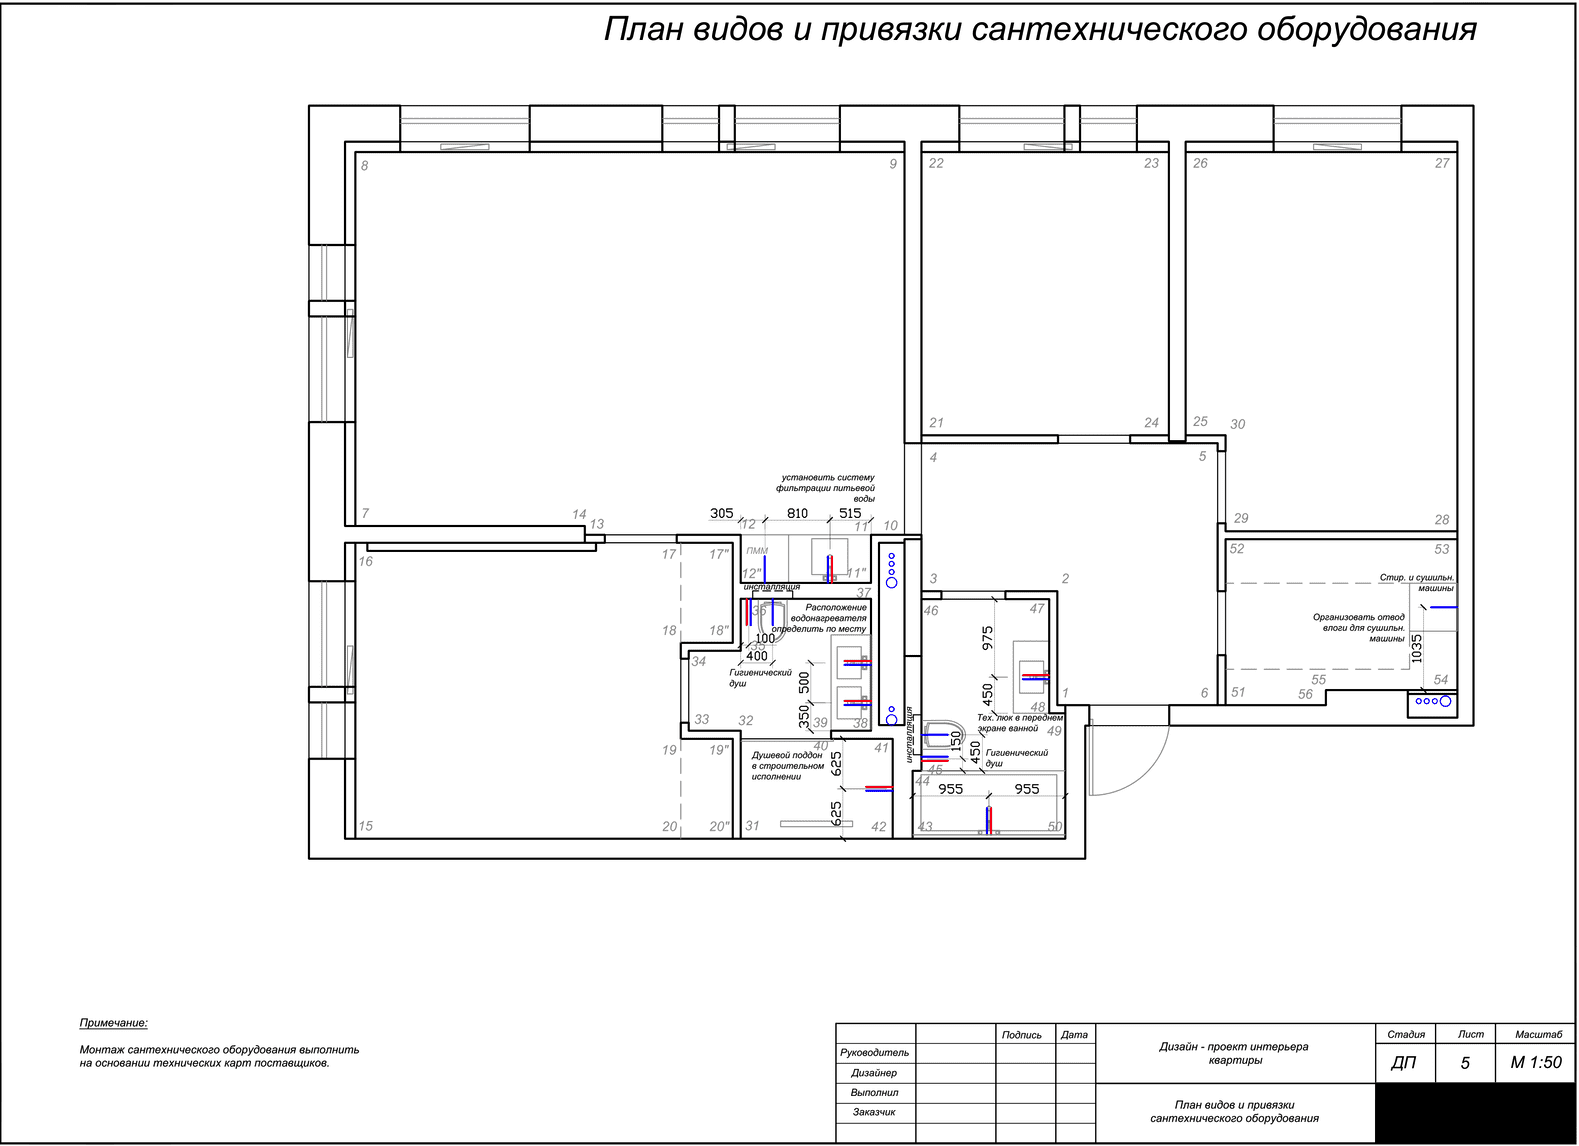 План видов и привязки сантехнического оборудования
8
9
22
23
26
27
21
24
25
30
4
5
установить систему
фильтрации питьевой
воды
7
14
13
305
12
810
515
11
10
29
28
16
17
17"
ПММ
12"
11"
52
53
3
2
Стир. и сушильн.
машины
инсталляция
37
46
47
36
Расположение
водонагревателя
определить по месту
Организовать отвод
влоги для сушильн.
машины
18
18"
100
35
400
975
1035
34
Гигиенический
душ
500
450
55
54
51
56
1
6
33
32
350
39
38
48
Тех. люк в переднем
экране ванной
49
инсталляция
19
19"
40
41
Душевой поддон
в строительном
исполнении
625
150
450
Гигиенический
душ
45
44
955
955
625
15
20
20"
31
42
43
50
Примечание:
Монтаж сантехнического оборудования выполнить
на основании технических карт поставщиков.
Подпись
Дата
Руководитель
Дизайнер
Выполнил
Заказчик
Дизайн - проект интерьера
квартиры
Стадия
Лист
Масштаб
ДП
5
М 1:50
План видов и привязки
сантехнического оборудования